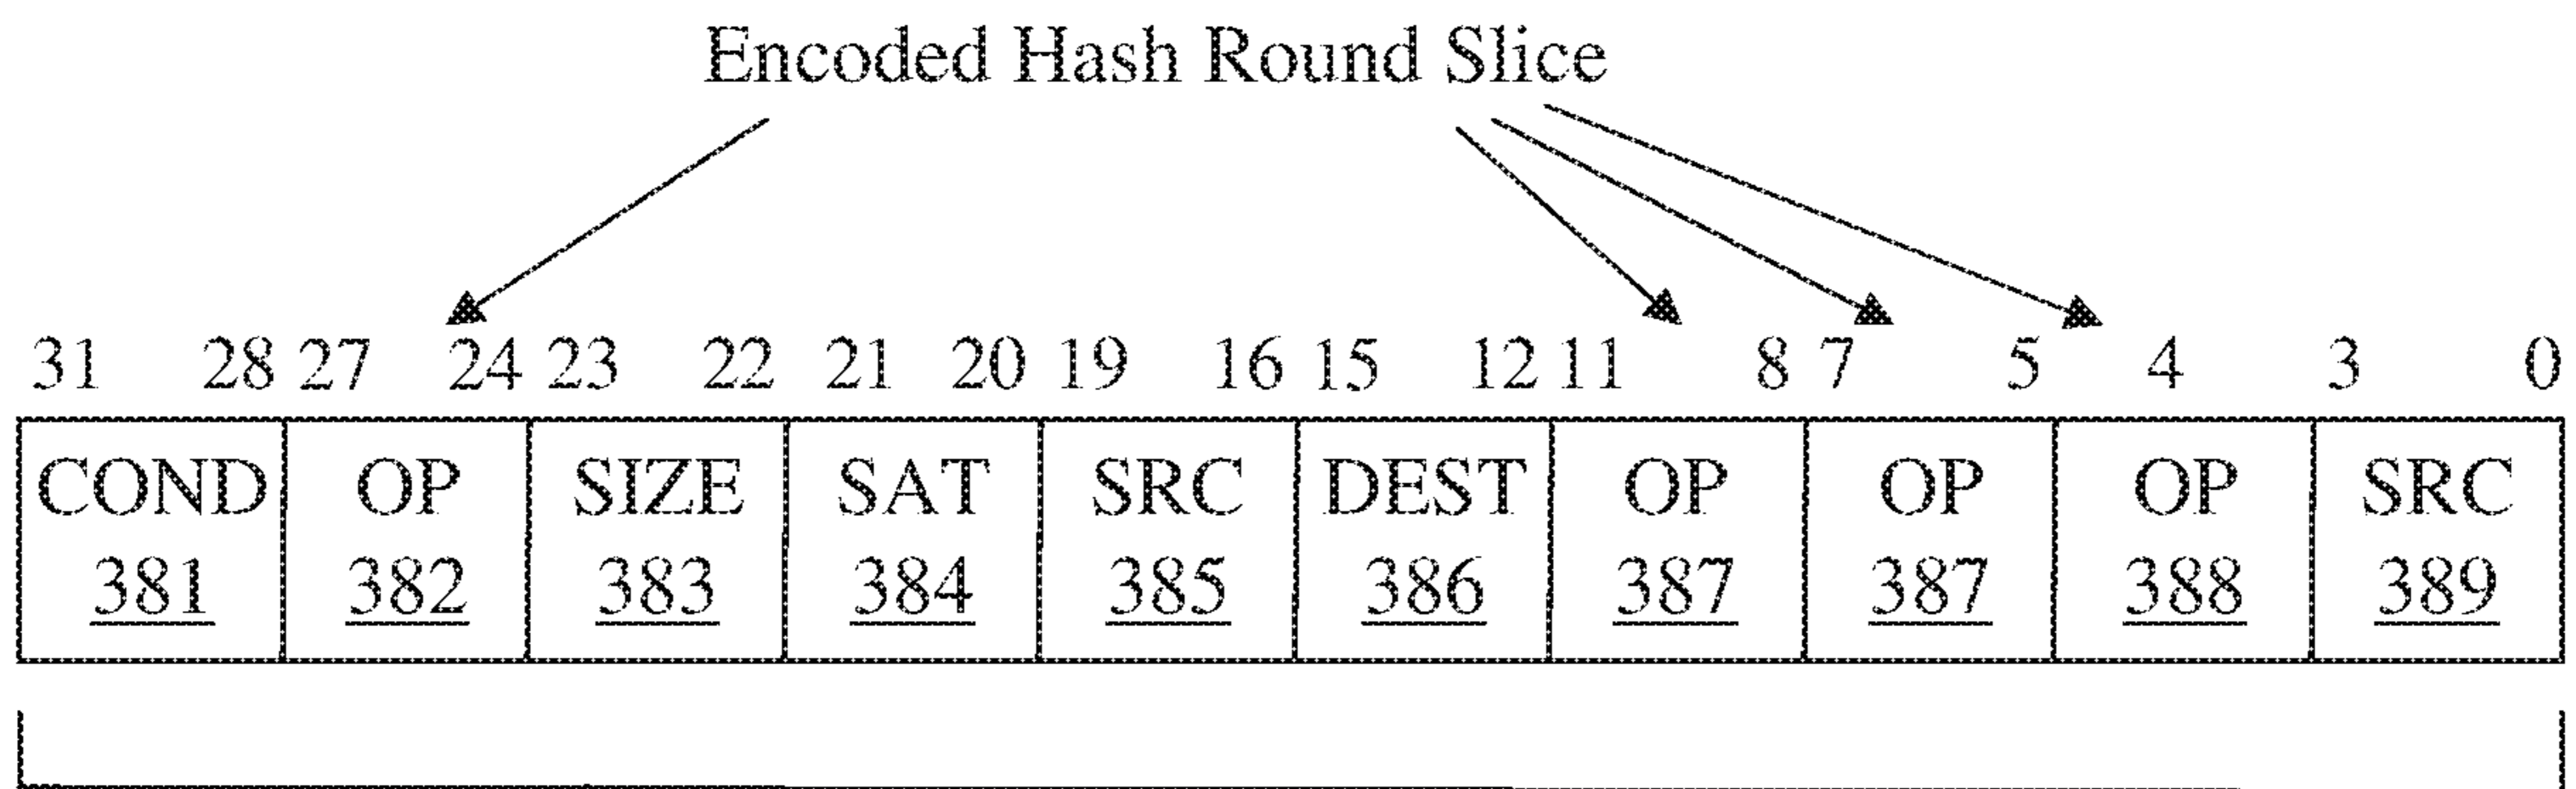 Encoded Hash Round Slice
31 28 27 24 23 22 21 20 19 16 15 12 11 8 7 5 4 3 0
COND OP SIZE SAT SRC DEST OP OP OP SRC
381 382 383 384 385 386 387 387 388 389